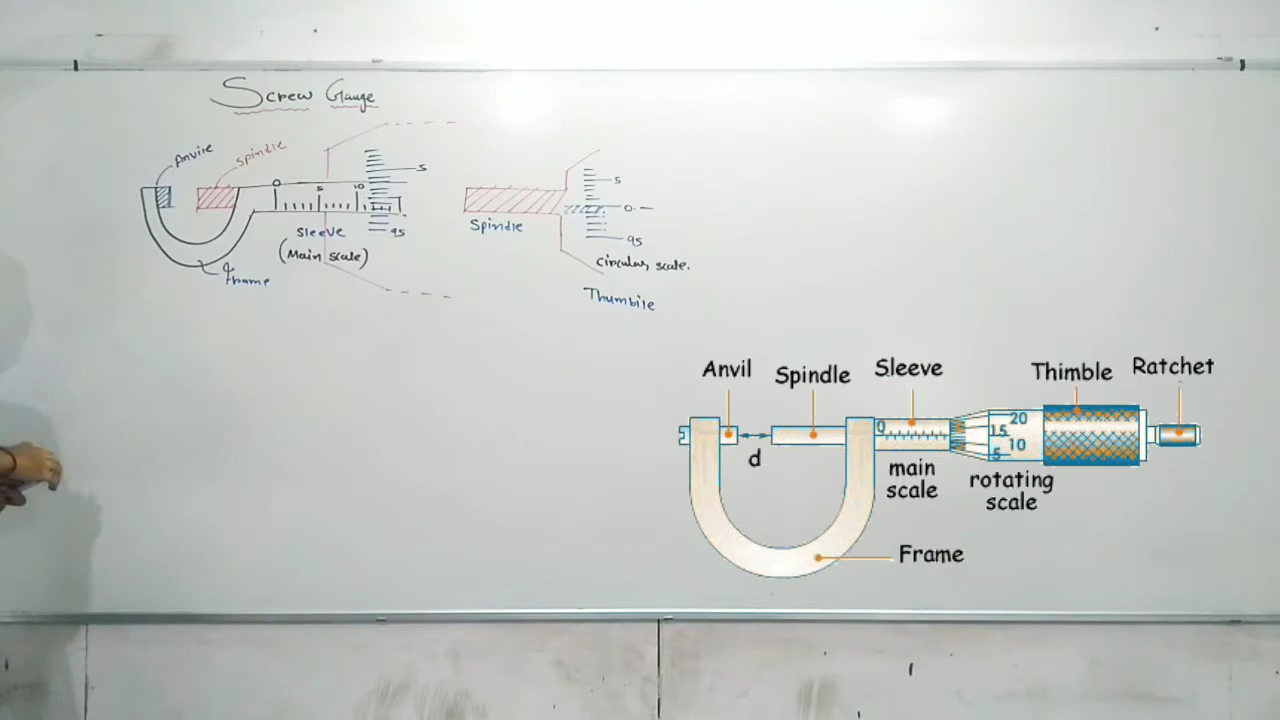 Screw Gauge
Anvile
spindle
0 5 10
5
95
Sleeve
(Main scale)
Frame
Spindle
5
0
95
circular scale.
Thumbile
Anvil Spindle Sleeve Thimble Ratchet
d
0
20
15
10
5
main scale
rotating scale
Frame